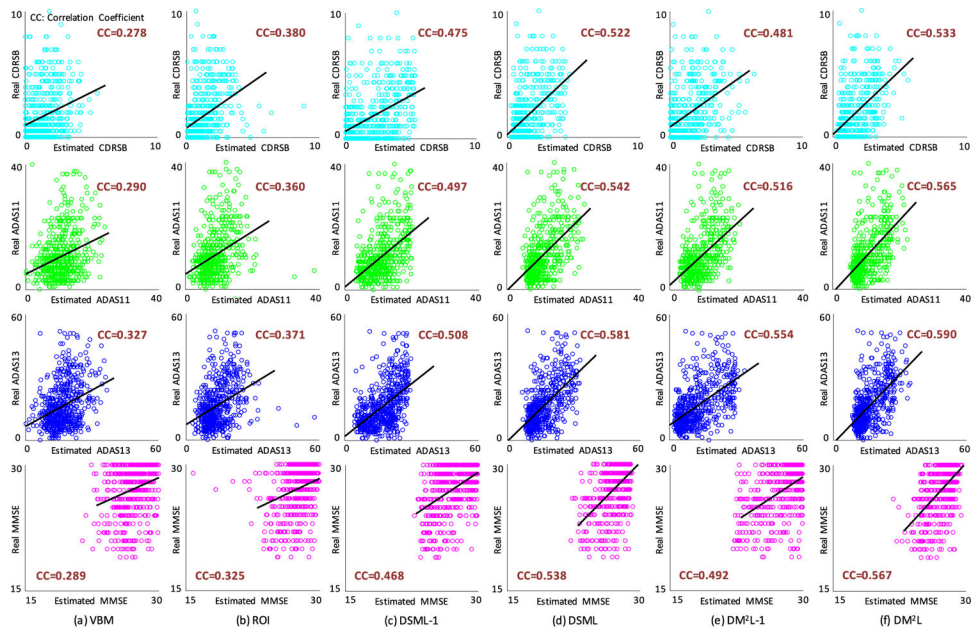 CC: Correlation Coefficient
10 10 10 10 10 10
CC=0.278 CC=0.380 CC=0.475 CC=0.522 CC=0.481 CC=0.533
Real CDRSB Real CDRSB Real CDRSB Real CDRSB Real CDRSB Real CDRSB
0 0 0 0 0 0
0 10 0 10 0 10 0 10 0 10 0 10
Estimated CDRSB Estimated CDRSB Estimated CDRSB Estimated CDRSB Estimated CDRSB Estimated CDRSB
40 40 40 40 40 40
CC=0.290 CC=0.360 CC=0.497 CC=0.542 CC=0.516 CC=0.565
Real ADAS11 Real ADAS11 Real ADAS11 Real ADAS11 Real ADAS11 Real ADAS11
0 0 0 0 0 0
0 Estimated ADAS11 40 0 Estimated ADAS11 40 0 Estimated ADAS11 40 0 Estimated ADAS11 40 0 Estimated ADAS11 40 0 Estimated ADAS11 40
60 60 60 60 60 60
CC=0.327 CC=0.371 CC=0.508 CC=0.581 CC=0.554 CC=0.590
Real ADAS13 Real ADAS13 Real ADAS13 Real ADAS13 Real ADAS13 Real ADAS13
0 0 0 0 0 0
0 Estimated ADAS13 60 0 Estimated ADAS13 60 0 Estimated ADAS13 60 0 Estimated ADAS13 60 0 Estimated ADAS13 60 0 Estimated ADAS13 60
30 30 30 30 30 30
Real MMSE Real MMSE Real MMSE Real MMSE Real MMSE Real MMSE
CC=0.289 CC=0.325 CC=0.468 CC=0.538 CC=0.492 CC=0.567
15 15 15 15 15 15
15 30 15 30 15 30 15 30 15 30 15 30
Estimated MMSE Estimated MMSE Estimated MMSE Estimated MMSE Estimated MMSE Estimated MMSE
(a) VBM (b) ROI (c) DSML-1 (d) DSML (e) DM²L-1 (f) DM²L